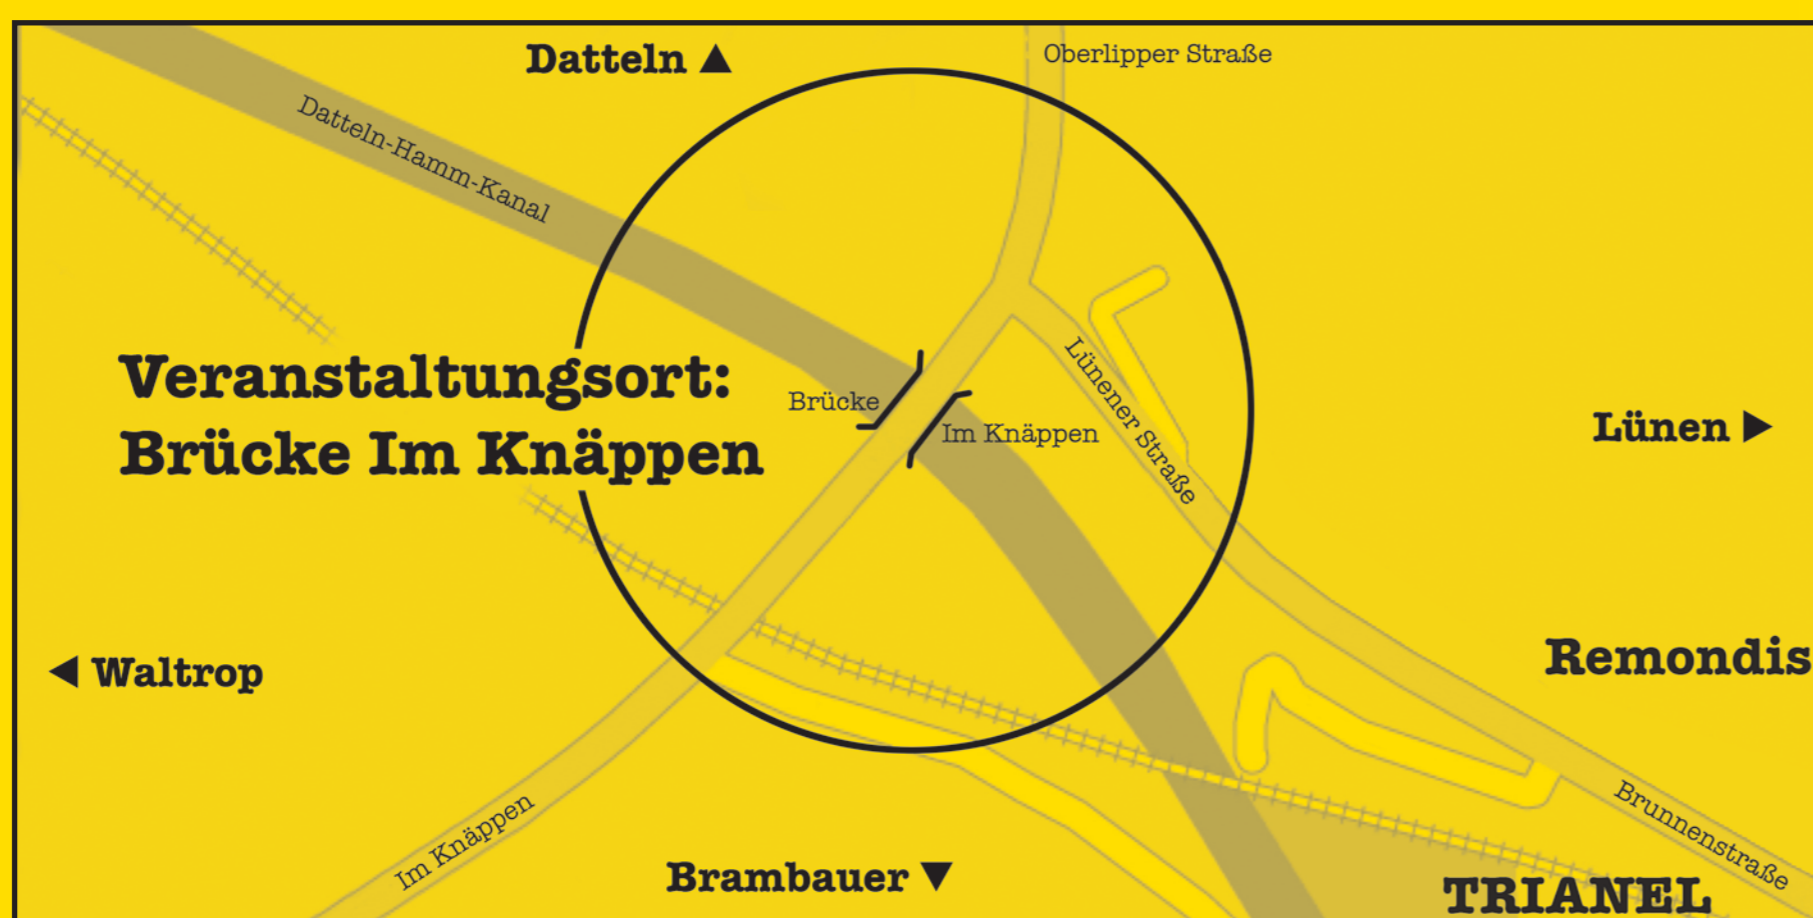 Datteln ▲
Oberlipper Straße
Datteln-Hamm-Kanal
Veranstaltungsort:
Brücke Im Knäppen
Brücke
Im Knäppen
Lünener Straße
Lünen ▶
Remondis
◀ Waltrop
Im Knäppen
Brunnenstraße
Brambauer ▼
TRIANEL